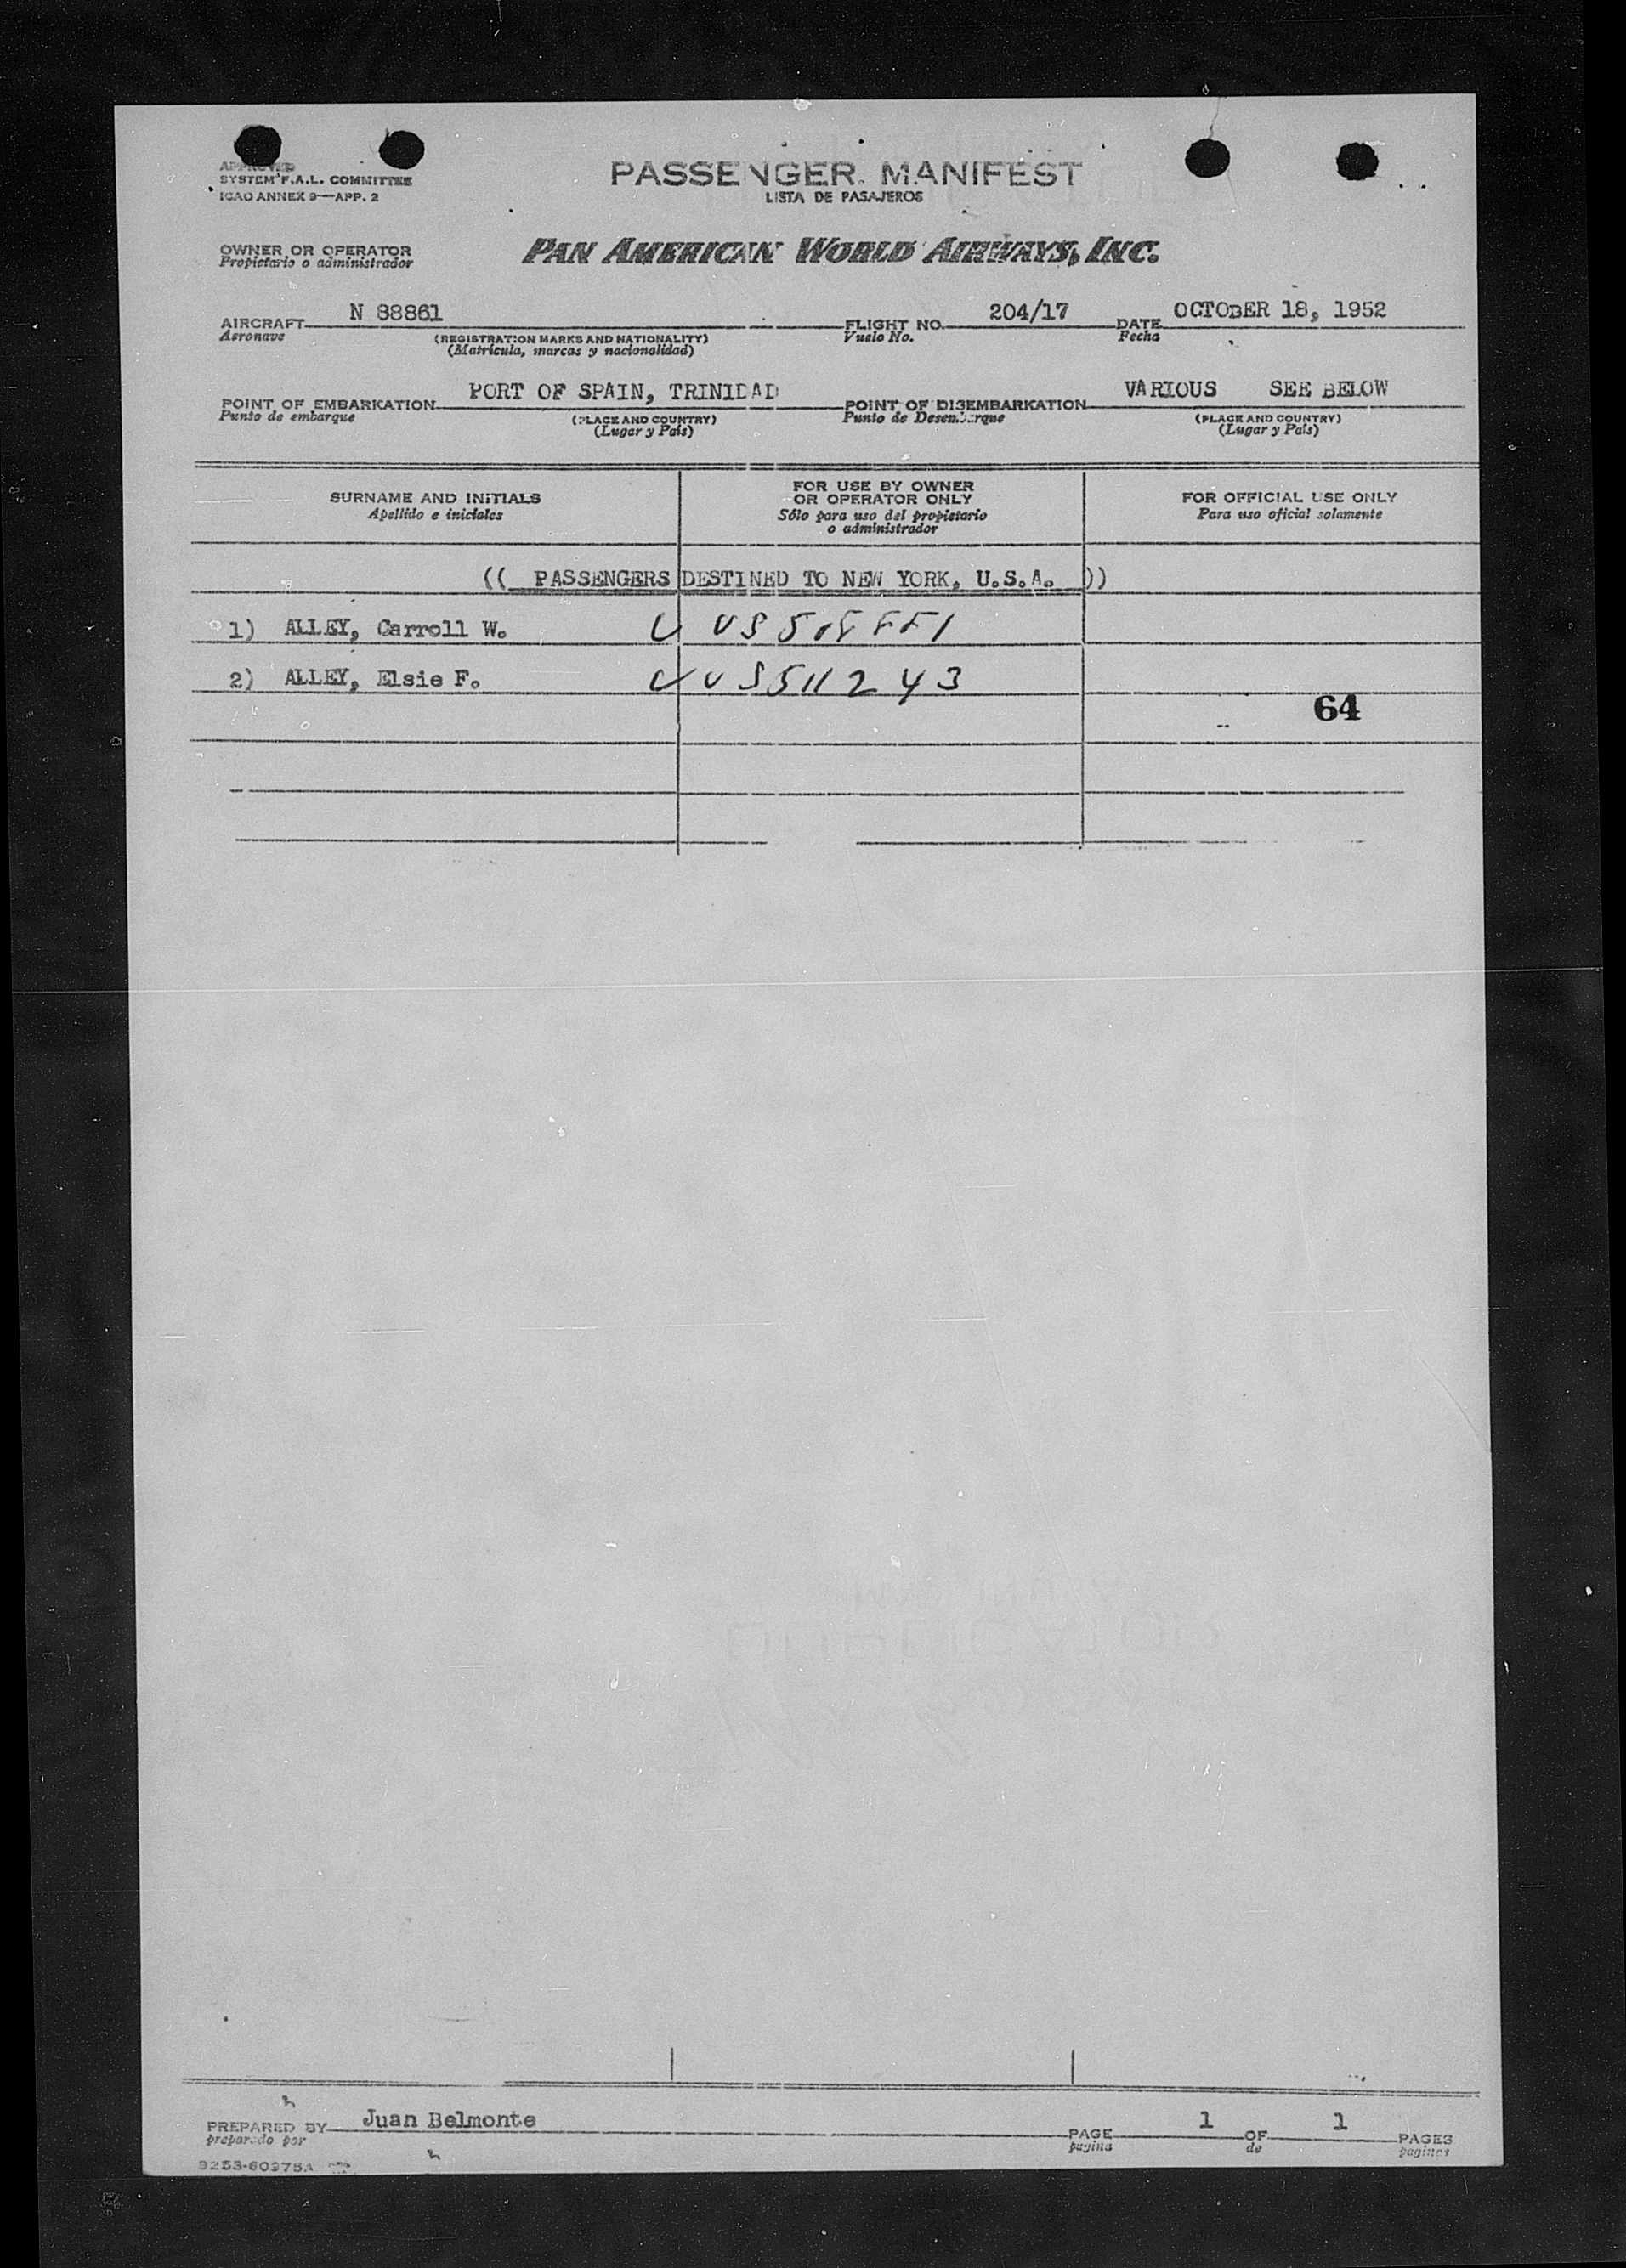 APPROVED
SYSTEM F.A.L. COMMITTEE
ICAO ANNEX 9—APP. 2
PASSENGER MANIFEST
LISTA DE PASAJEROS
OWNER OR OPERATOR
Propietario o administrador
PAN AMERICAN WORLD AIRWAYS, INC.
AIRCRAFT N 88861 FLIGHT NO. 204/17 DATE OCTOBER 18, 1952
Aeronave (REGISTRATION MARKS AND NATIONALITY) Vuelo No. Fecha
(Matrícula, marcas y nacionalidad)
POINT OF EMBARKATION PORT OF SPAIN, TRINIDAD POINT OF DISEMBARKATION VARIOUS SEE BELOW
Punto de embarque (PLACE AND COUNTRY) Punto de Desembarque (PLACE AND COUNTRY)
(Lugar y País) (Lugar y País)
SURNAME AND INITIALS
Apellido e iniciales
FOR USE BY OWNER
OR OPERATOR ONLY
Sólo para uso del propietario
o administrador
FOR OFFICIAL USE ONLY
Para uso oficial solamente
(( PASSENGERS DESTINED TO NEW YORK, U.S.A. ))
1) ALLEY, Carroll W.
2) ALLEY, Elsie F. U US 511243
64
PREPARED BY Juan Belmonte PAGE 1 OF 1 PAGES
preparado por pagina de paginas
9253-60975A